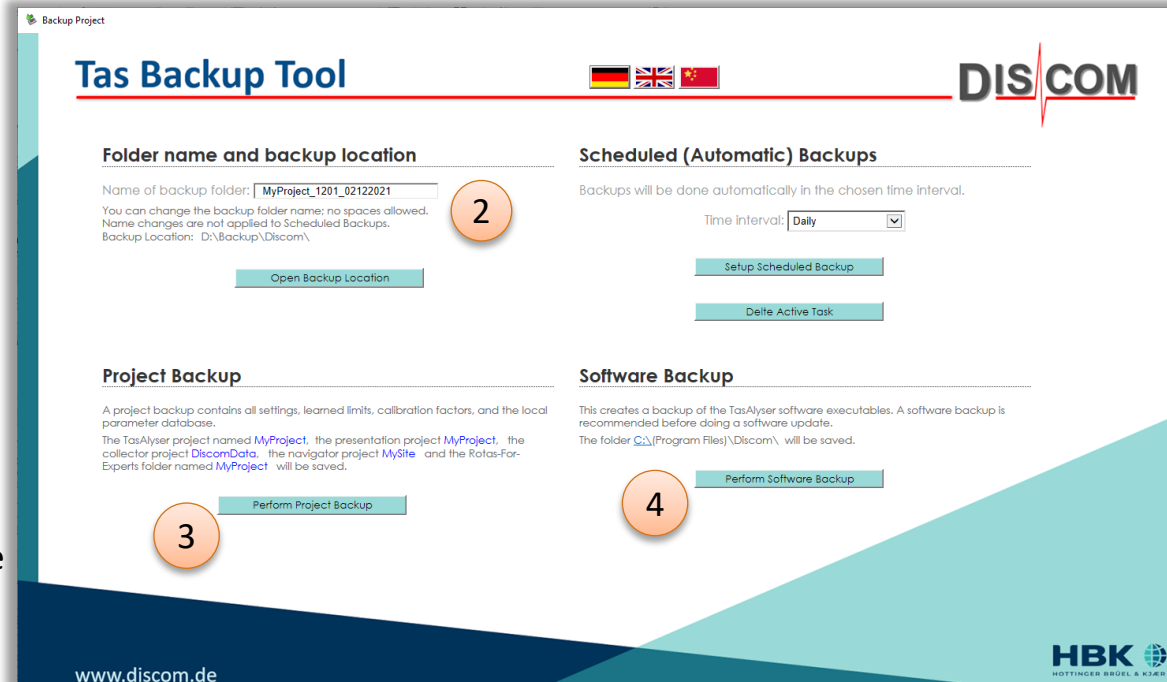 Backup Project
Tas Backup Tool
DISCOM
Folder name and backup location
Name of backup folder: MyProject_1201_02122021
You can change the backup folder name; no spaces allowed.
Name changes are not applied to Scheduled Backups.
Backup Location: D:\Backup\Discom\
2
Open Backup Location
Scheduled (Automatic) Backups
Backups will be done automatically in the chosen time interval.
Time interval: Daily
Setup Scheduled Backup
Delte Active Task
Project Backup
A project backup contains all settings, learned limits, calibration factors, and the local
parameter database.
The TasAlyser project named MyProject, the presentation project MyProject, the
collector project DiscomData, the navigator project MySite and the Rotas-For-
Experts folder named MyProject will be saved.
Perform Project Backup
3
Software Backup
This creates a backup of the TasAlyser software executables. A software backup is
recommended before doing a software update.
The folder C:\(Program Files)\Discom\ will be saved.
Perform Software Backup
4
e
www.discom.de
HBK
HOTTINGER BRÜEL & KJÆR